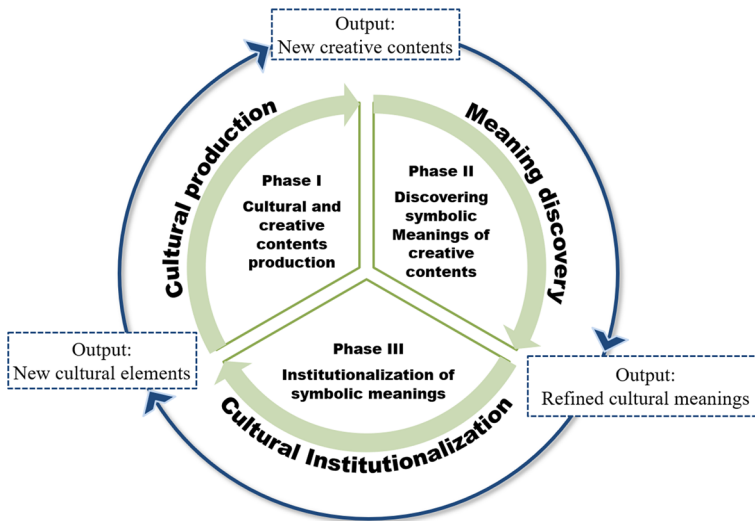 Output:
New creative contents
Cultural production
Meaning discovery
Phase I
Cultural and
creative
contents
production
Phase II
Discovering
symbolic
Meanings of
creative
contents
Phase III
Institutionalization of
symbolic meanings
Output:
New cultural elements
Output:
Refined cultural meanings
Cultural Institutionalization